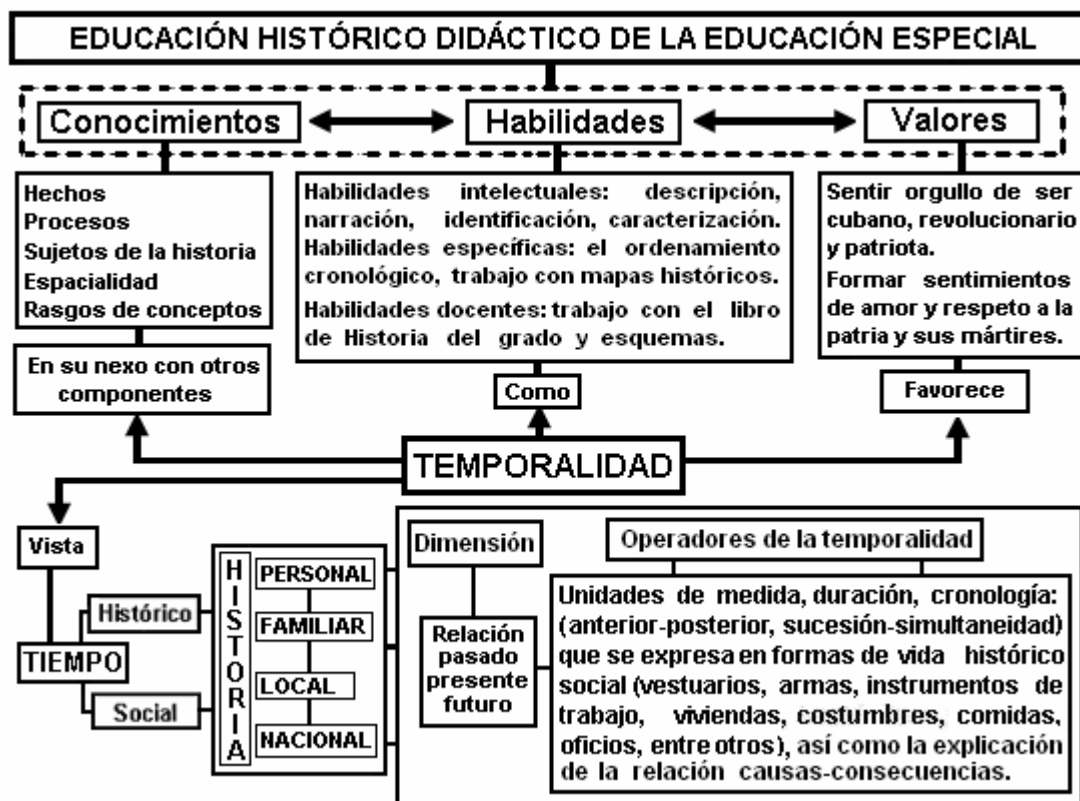 EDUCACIÓN HISTÓRICO DIDÁCTICO DE LA EDUCACIÓN ESPECIAL
Conocimientos
Habilidades
Valores
Hechos
Procesos
Sujetos de la historia
Espacialidad
Rasgos de conceptos
Habilidades intelectuales: descripción,
narración, identificación, caracterización.
Habilidades específicas: el ordenamiento
cronológico, trabajo con mapas históricos.
Habilidades docentes: trabajo con el libro
de Historia del grado y esquemas.
Sentir orgullo de ser
cubano, revolucionario
y patriota.
Formar sentimientos
de amor y respeto a la
patria y sus mártires.
En su nexo con otros
componentes
Como
Favorece
TEMPORALIDAD
Vista
TIEMPO
Histórico
Social
HISTORIA
PERSONAL
FAMILIAR
LOCAL
NACIONAL
Dimensión
Relación
pasado
presente
futuro
Operadores de la temporalidad
Unidades de medida, duración, cronología:
(anterior-posterior, sucesión-simultaneidad)
que se expresa en formas de vida histórico
social (vestuarios, armas, instrumentos de
trabajo, viviendas, costumbres, comidas,
oficios, entre otros), así como la explicación
de la relación causas-consecuencias.